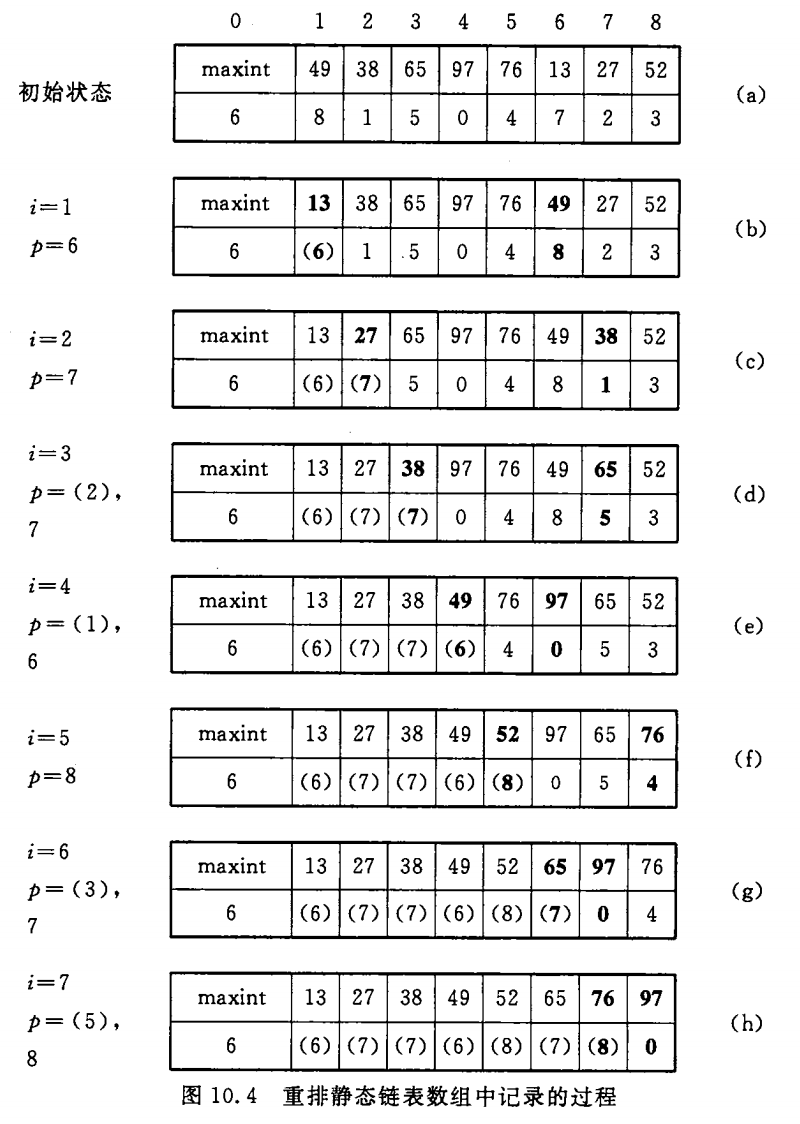 0 1 2 3 4 5 6 7 8
初始状态
maxint 49 38 65 97 76 13 27 52
6 8 1 5 0 4 7 2 3
(a)
i=1
p=6
maxint 13 38 65 97 76 49 27 52
6 (6) 1 5 0 4 8 2 3
(b)
i=2
p=7
maxint 13 27 65 97 76 49 38 52
6 (6) (7) 5 0 4 8 1 3
(c)
i=3
p=(2),
7
maxint 13 27 38 97 76 49 65 52
6 (6) (7) (7) 0 4 8 5 3
(d)
i=4
p=(1),
6
maxint 13 27 38 49 76 97 65 52
6 (6) (7) (7) (6) 4 0 5 3
(e)
i=5
p=8
maxint 13 27 38 49 52 97 65 76
6 (6) (7) (7) (6) (8) 0 5 4
(f)
i=6
p=(3),
7
maxint 13 27 38 49 52 65 97 76
6 (6) (7) (7) (6) (8) (7) 0 4
(g)
i=7
p=(5),
8
maxint 13 27 38 49 52 65 76 97
6 (6) (7) (7) (6) (8) (7) (8) 0
(h)
图 10.4 重排静态链表数组中记录的过程